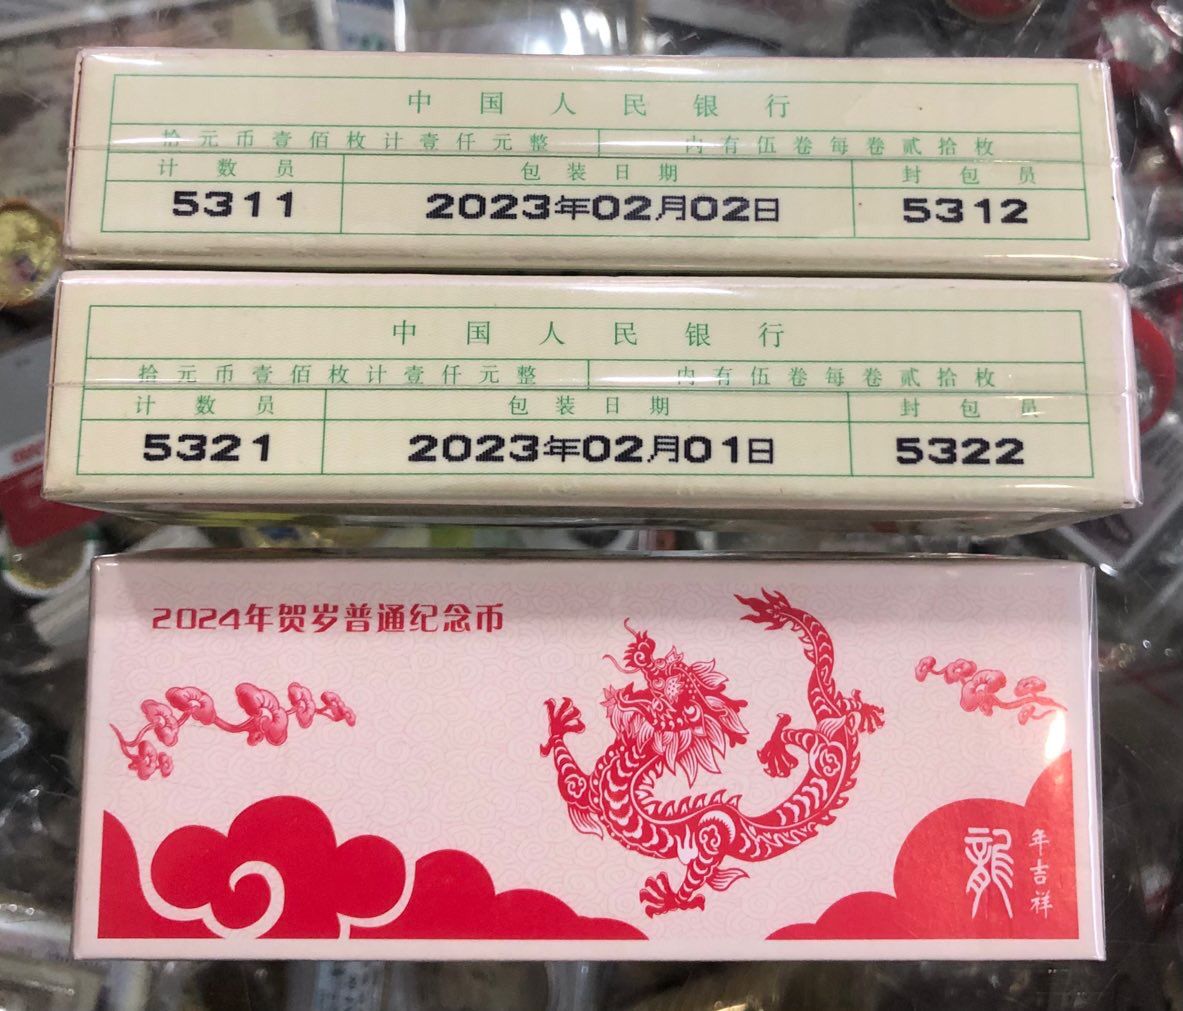 中国人民银行
拾元币壹佰枚计壹仟元整 内有伍卷每卷贰拾枚
计数员 包装日期 封包员
5311 2023年02月02日 5312
中国人民银行
拾元币壹佰枚计壹仟元整 内有伍卷每卷贰拾枚
计数员 包装日期 封包员
5321 2023年02月01日 5322
2024年贺岁普通纪念币
龍
年吉祥